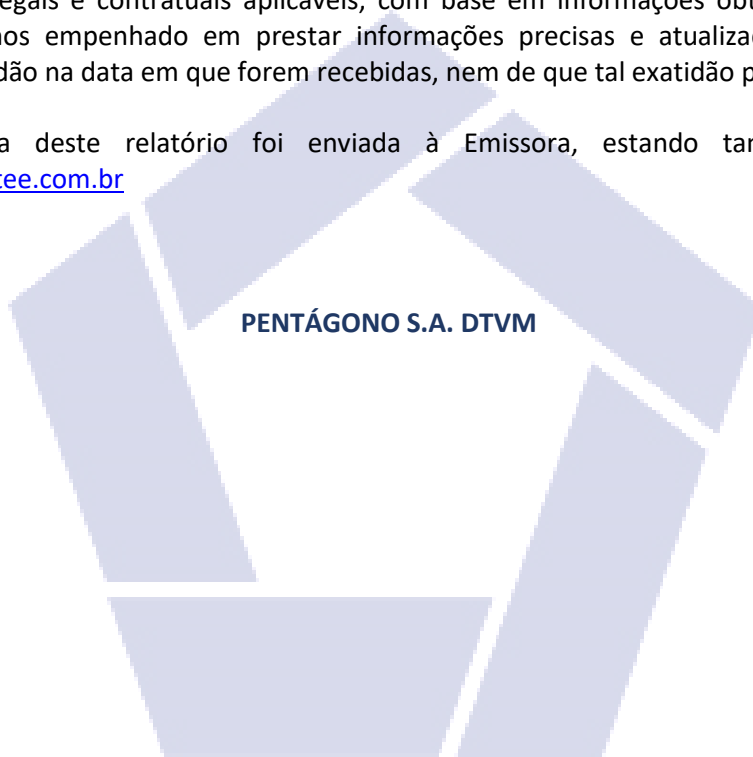 egais e contratuais aplicáveis, com base em informações obt
nos empenhado em prestar informações precisas e atualiza
dão na data em que forem recebidas, nem de que tal exatidão p
a deste relatório foi enviada à Emissora, estando tar
tee.com.br
PENTÁGONO S.A. DTVM